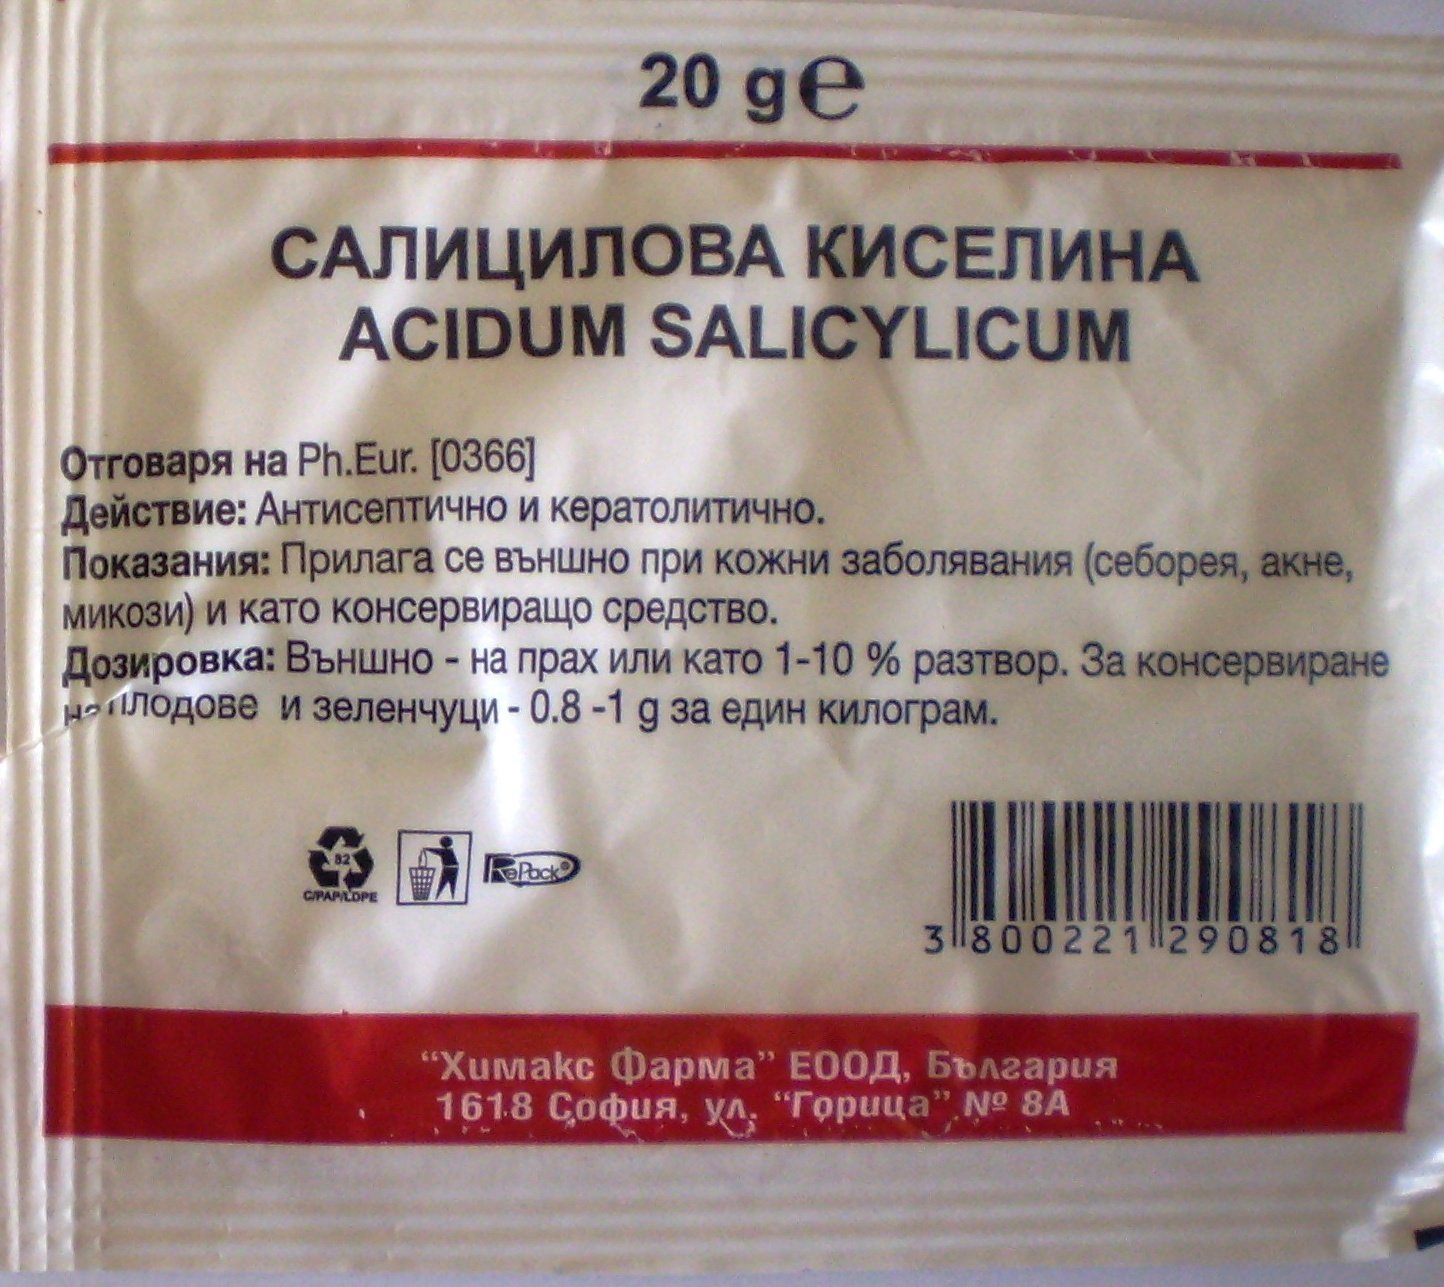 20 g e
САЛИЦИЛОВА КИСЕЛИНА
ACIDUM SALICYLICUM
Отговаря на Ph.Eur. [0366]
Действие: Антисептично и кератолитично.
Показания: Прилага се външно при кожни заболявания (себорея, акне,
микози) и като консервиращо средство.
Дозировка: Външно - на прах или като 1-10 % разтвор. За консервиране
на плодове и зеленчуци - 0.8 -1 g за един килограм.
82
C/PAP/LDPE
RePack®
3 800221 290818
“Химакс Фарма” ЕООД, България
1618 София, ул. “Горица” № 8А